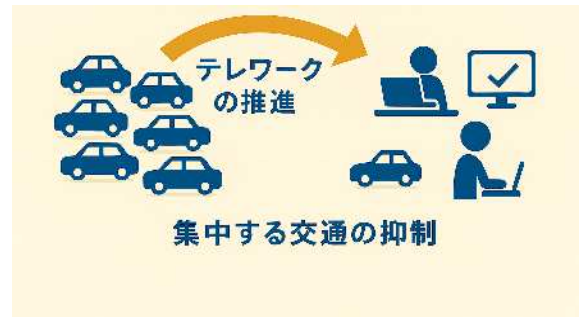 テレワーク
の推進
集中する交通の抑制